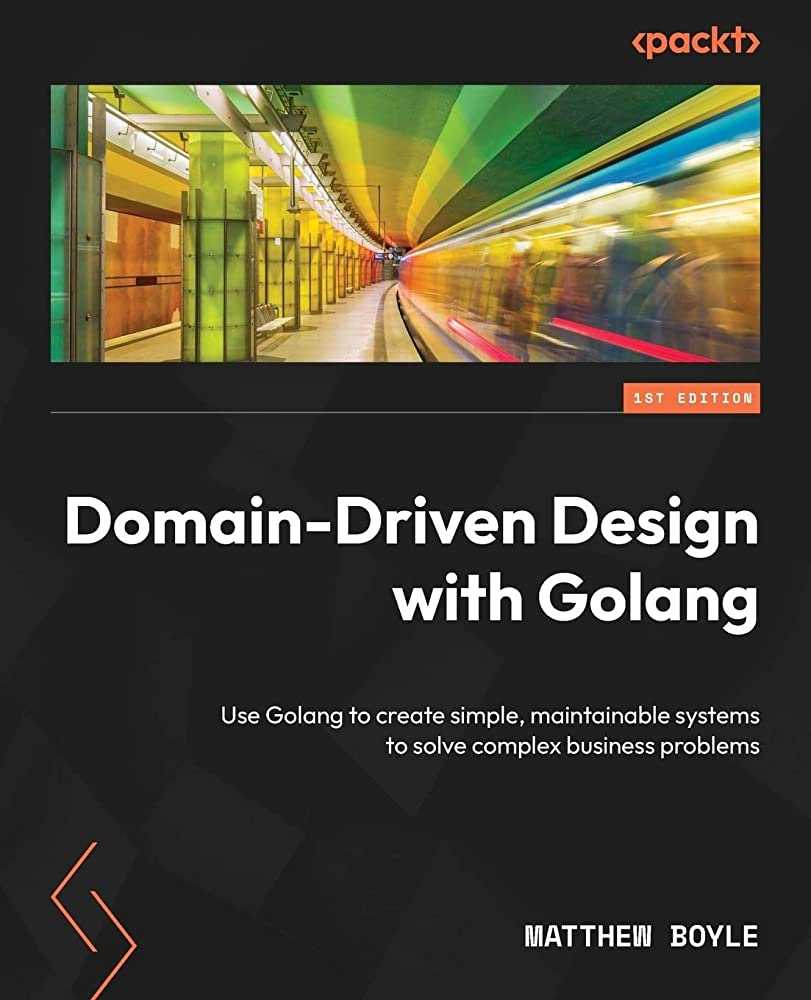 <packt>
1ST EDITION
Domain-Driven Design
with Golang
Use Golang to create simple, maintainable systems
to solve complex business problems
MATTHEW BOYLE